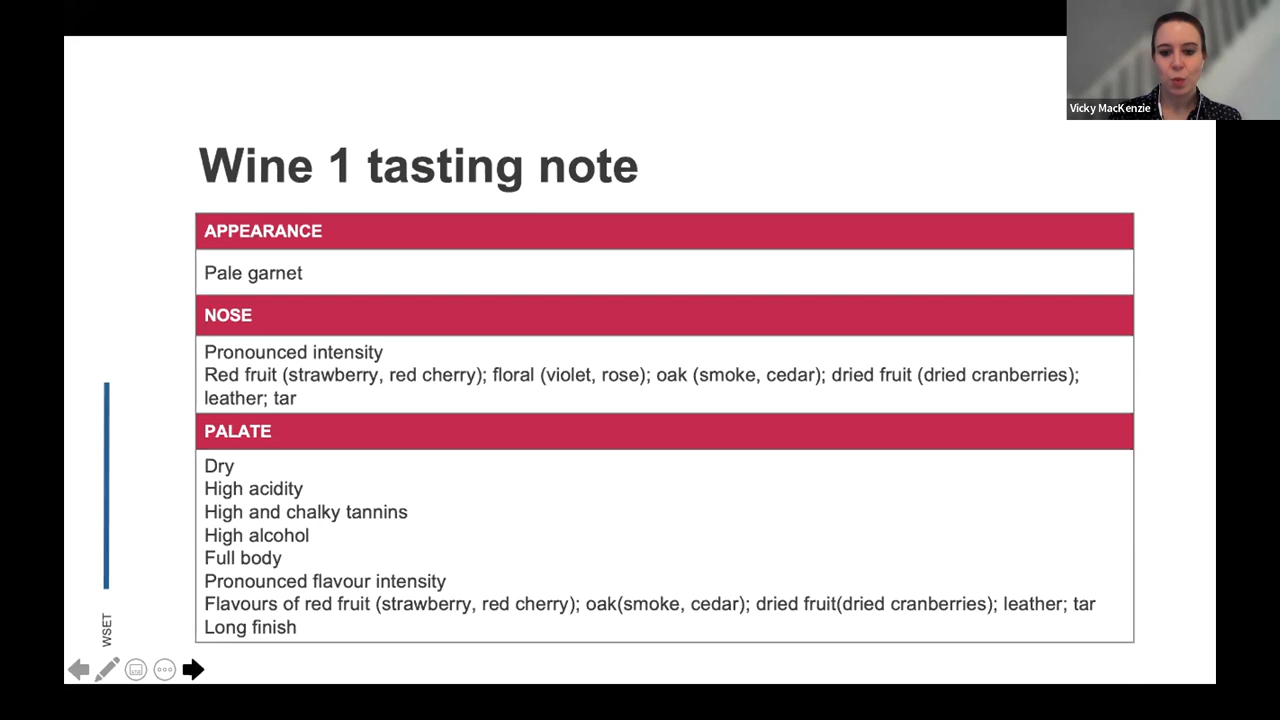 Vicky MacKenzie
Wine 1 tasting note
APPEARANCE
Pale garnet
NOSE
Pronounced intensity
Red fruit (strawberry, red cherry); floral (violet, rose); oak (smoke, cedar); dried fruit (dried cranberries);
leather; tar
PALATE
Dry
High acidity
High and chalky tannins
High alcohol
Full body
Pronounced flavour intensity
Flavours of red fruit (strawberry, red cherry); oak(smoke, cedar); dried fruit(dried cranberries); leather; tar
Long finish
WSET